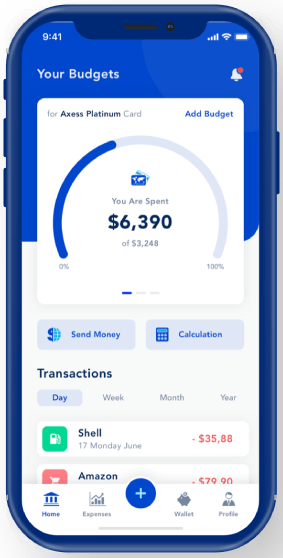 9:41
Your Budgets
for Axess Platinum Card
Add Budget
You Are Spent
$6,390
of $3,248
0%
100%
Send Money
Calculation
Transactions
Day
Week
Month
Year
Shell
17 Monday June
- $35,88
Amazon
- $79,90
+
Home
Expenses
Wallet
Profile